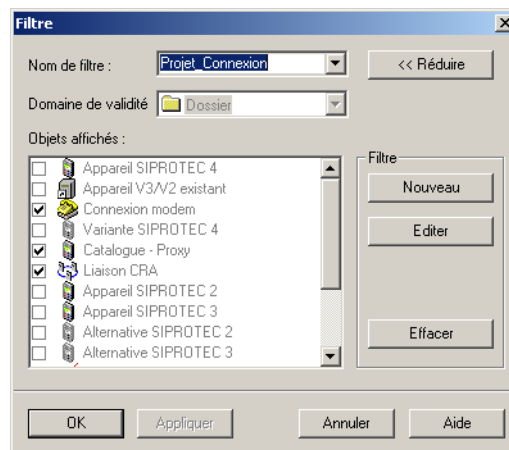 Filtre
Nom de filtre : Projet_Connexion << Réduire
Domaine de validité Dossier
Objets affichés :
Filtre
Appareil SIPROTEC 4
Appareil V3/V2 existant
Nouveau
Connexion modem
Variante SIPROTEC 4
Editer
Catalogue - Proxy
Liaison CRA
Appareil SIPROTEC 2
Appareil SIPROTEC 3
Alternative SIPROTEC 2
Effacer
Alternative SIPROTEC 3
OK Appliquer Annuler Aide